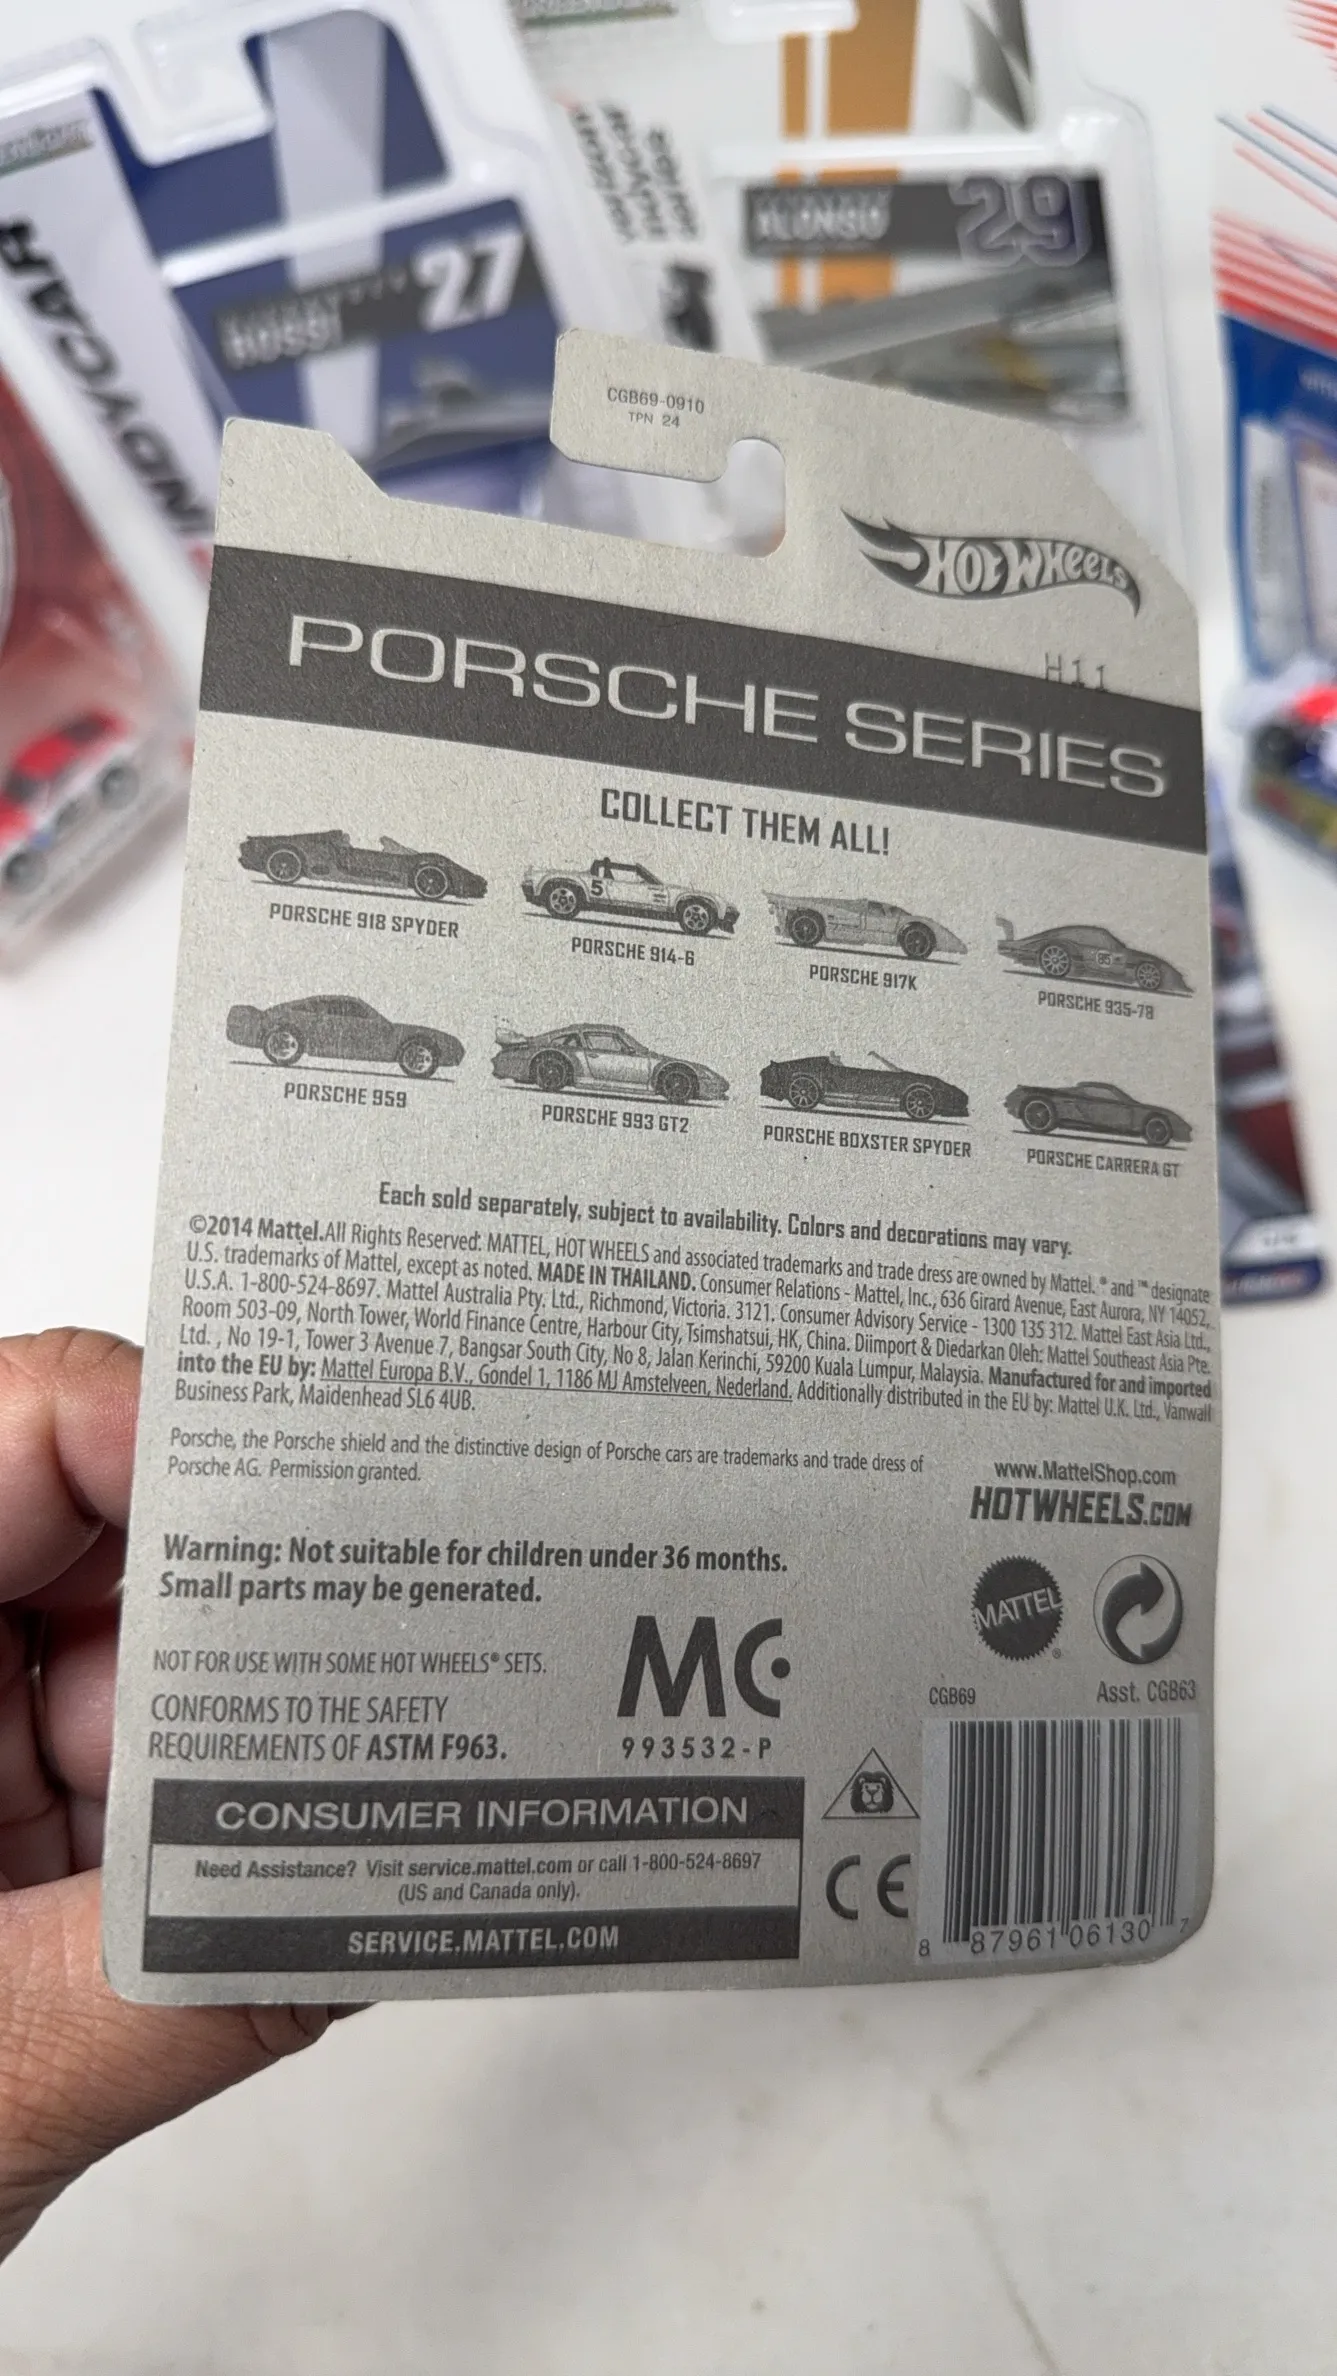 INDYCAR
ROSSI 27
ALONSO 29
CGB69-0910
TPN 24
HOT WHEELS
H11
PORSCHE SERIES
COLLECT THEM ALL!
5
85
PORSCHE 918 SPYDER
PORSCHE 914-6
PORSCHE 917K
PORSCHE 935-78
PORSCHE 959
PORSCHE 993 GT2
PORSCHE BOXSTER SPYDER
PORSCHE CARRERA GT
Each sold separately, subject to availability. Colors and decorations may vary.
©2014 Mattel.All Rights Reserved. MATTEL, HOT WHEELS and associated trademarks and trade dress are owned by Mattel. ® and ™ designate
U.S. trademarks of Mattel, except as noted. MADE IN THAILAND. Consumer Relations - Mattel, Inc., 636 Girard Avenue, East Aurora, NY 14052,
U.S.A. 1-800-524-8697. Mattel Australia Pty. Ltd., Richmond, Victoria. 3121. Consumer Advisory Service - 1300 135 312. Mattel East Asia Ltd.,
Room 503-09, North Tower, World Finance Centre, Harbour City, Tsimshatsui, HK, China. Diimport & Diedarkan Oleh: Mattel Southeast Asia Pte.
Ltd. , No 19-1, Tower 3 Avenue 7, Bangsar South City, No 8, Jalan Kerinchi, 59200 Kuala Lumpur, Malaysia. Manufactured for and imported
into the EU by: Mattel Europa B.V., Gondel 1, 1186 MJ Amstelveen, Nederland. Additionally distributed in the EU by: Mattel U.K. Ltd., Vanwall
Business Park, Maidenhead SL6 4UB.
Porsche, the Porsche shield and the distinctive design of Porsche cars are trademarks and trade dress of
Porsche AG. Permission granted.
www.MattelShop.com
HOTWHEELS.COM
Warning: Not suitable for children under 36 months.
Small parts may be generated.
MATTEL®
NOT FOR USE WITH SOME HOT WHEELS® SETS.
CONFORMS TO THE SAFETY
REQUIREMENTS OF ASTM F963.
MC
993532-P
CGB69
Asst. CGB63
CONSUMER INFORMATION
Need Assistance? Visit service.mattel.com or call 1-800-524-8697
(US and Canada only).
SERVICE.MATTEL.COM
CE
8 87961 06130 7